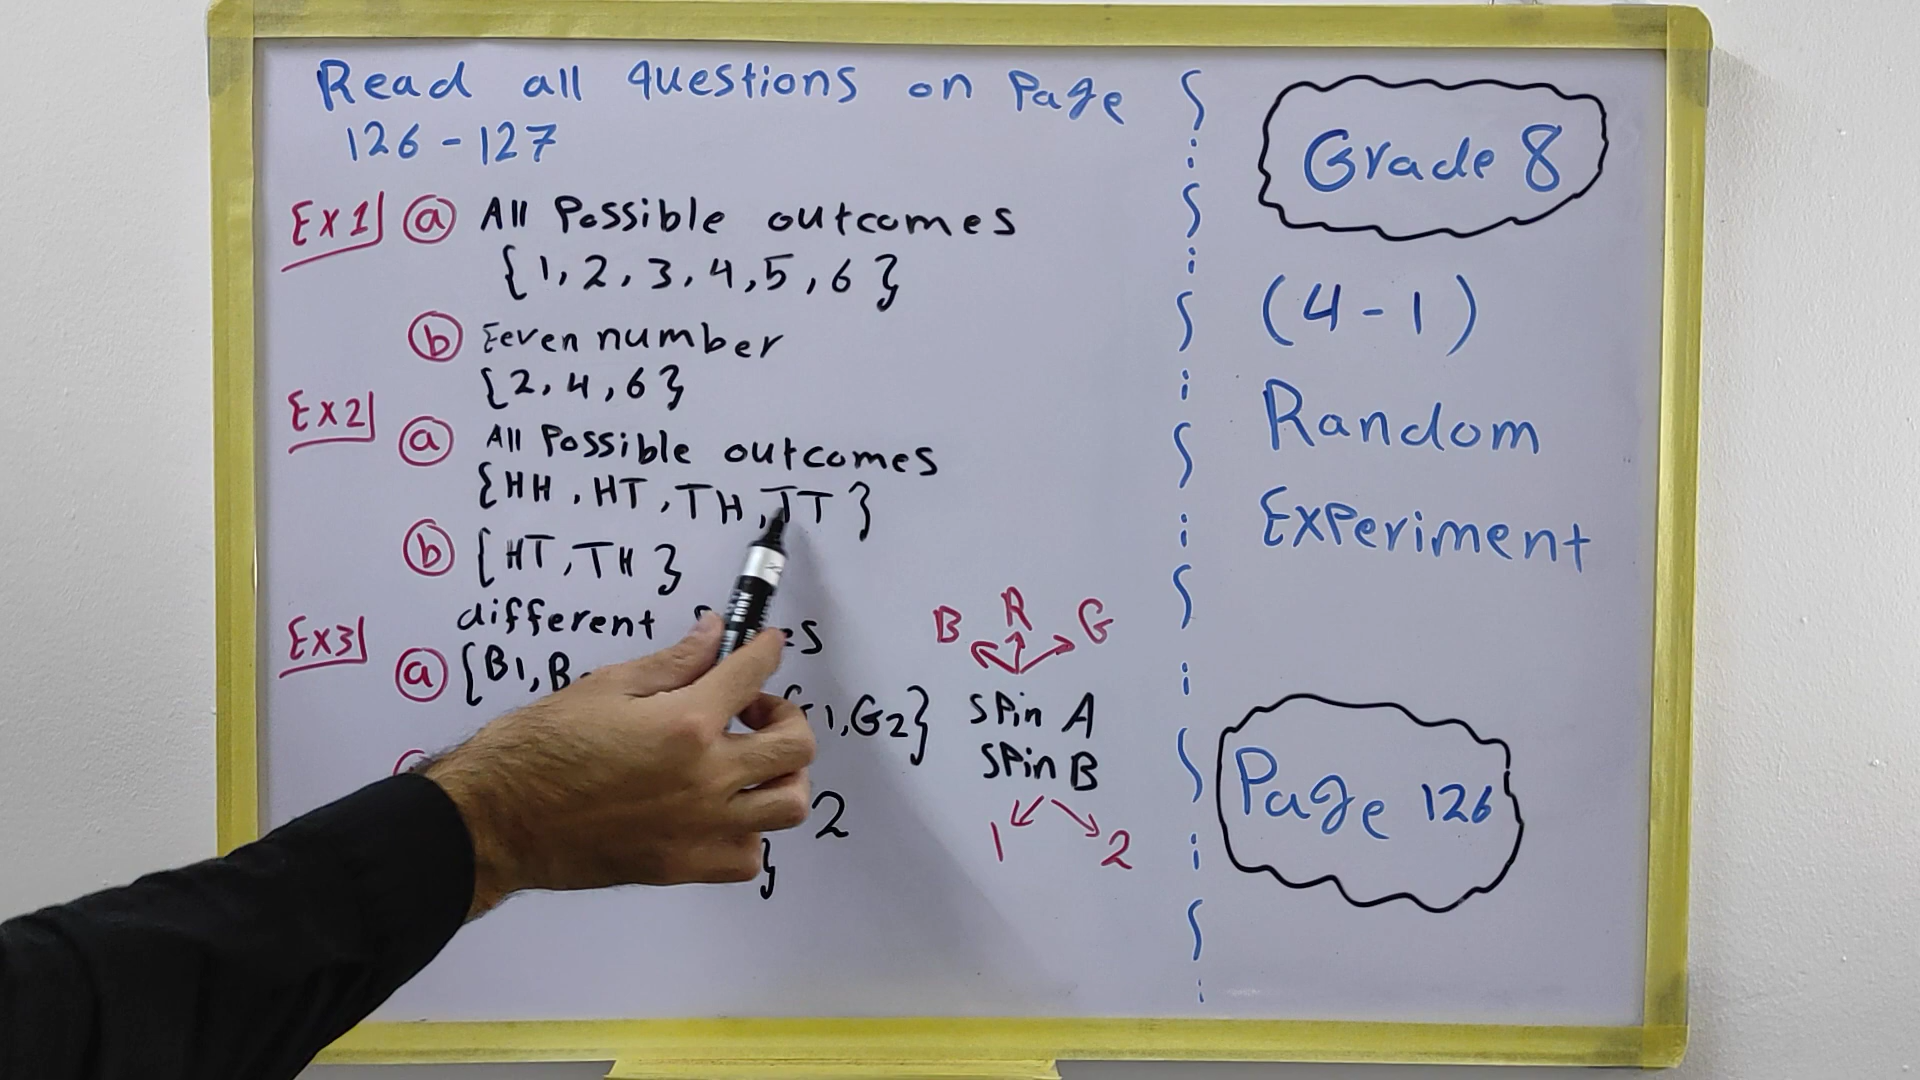 Read all questions on Page
126 - 127
Ex1 a All Possible outcomes
{1, 2, 3, 4, 5, 6}
b Eeven number
{2, 4, 6}
Ex2
a All Possible outcomes
{HH, HT, TH, TT}
b {HT, TH}
different
Ex3
a {B1, B
1, G2}
2
}
B R G
Spin A
Spin B
1 2
Grade 8
(4-1)
Random
Experiment
Page 126